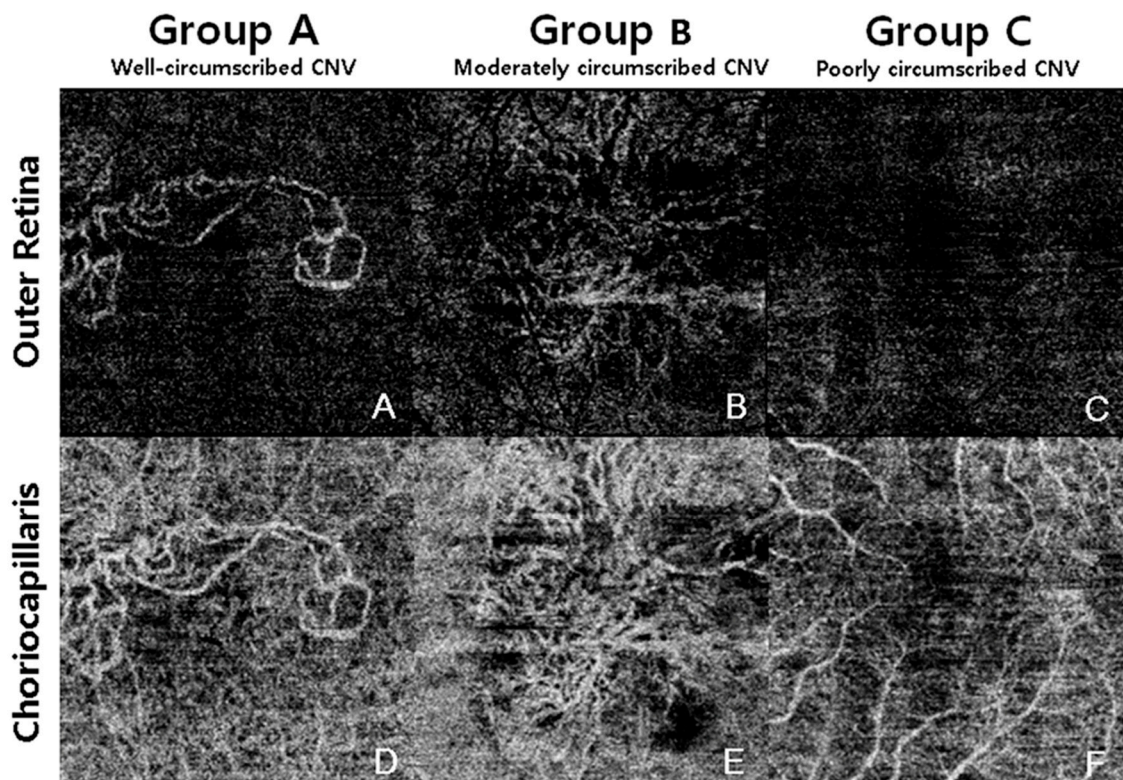 Group A
Well-circumscribed CNV
Group B
Moderately circumscribed CNV
Group C
Poorly circumscribed CNV
Outer Retina
A
B
C
Choriocapillaris
D
E
F